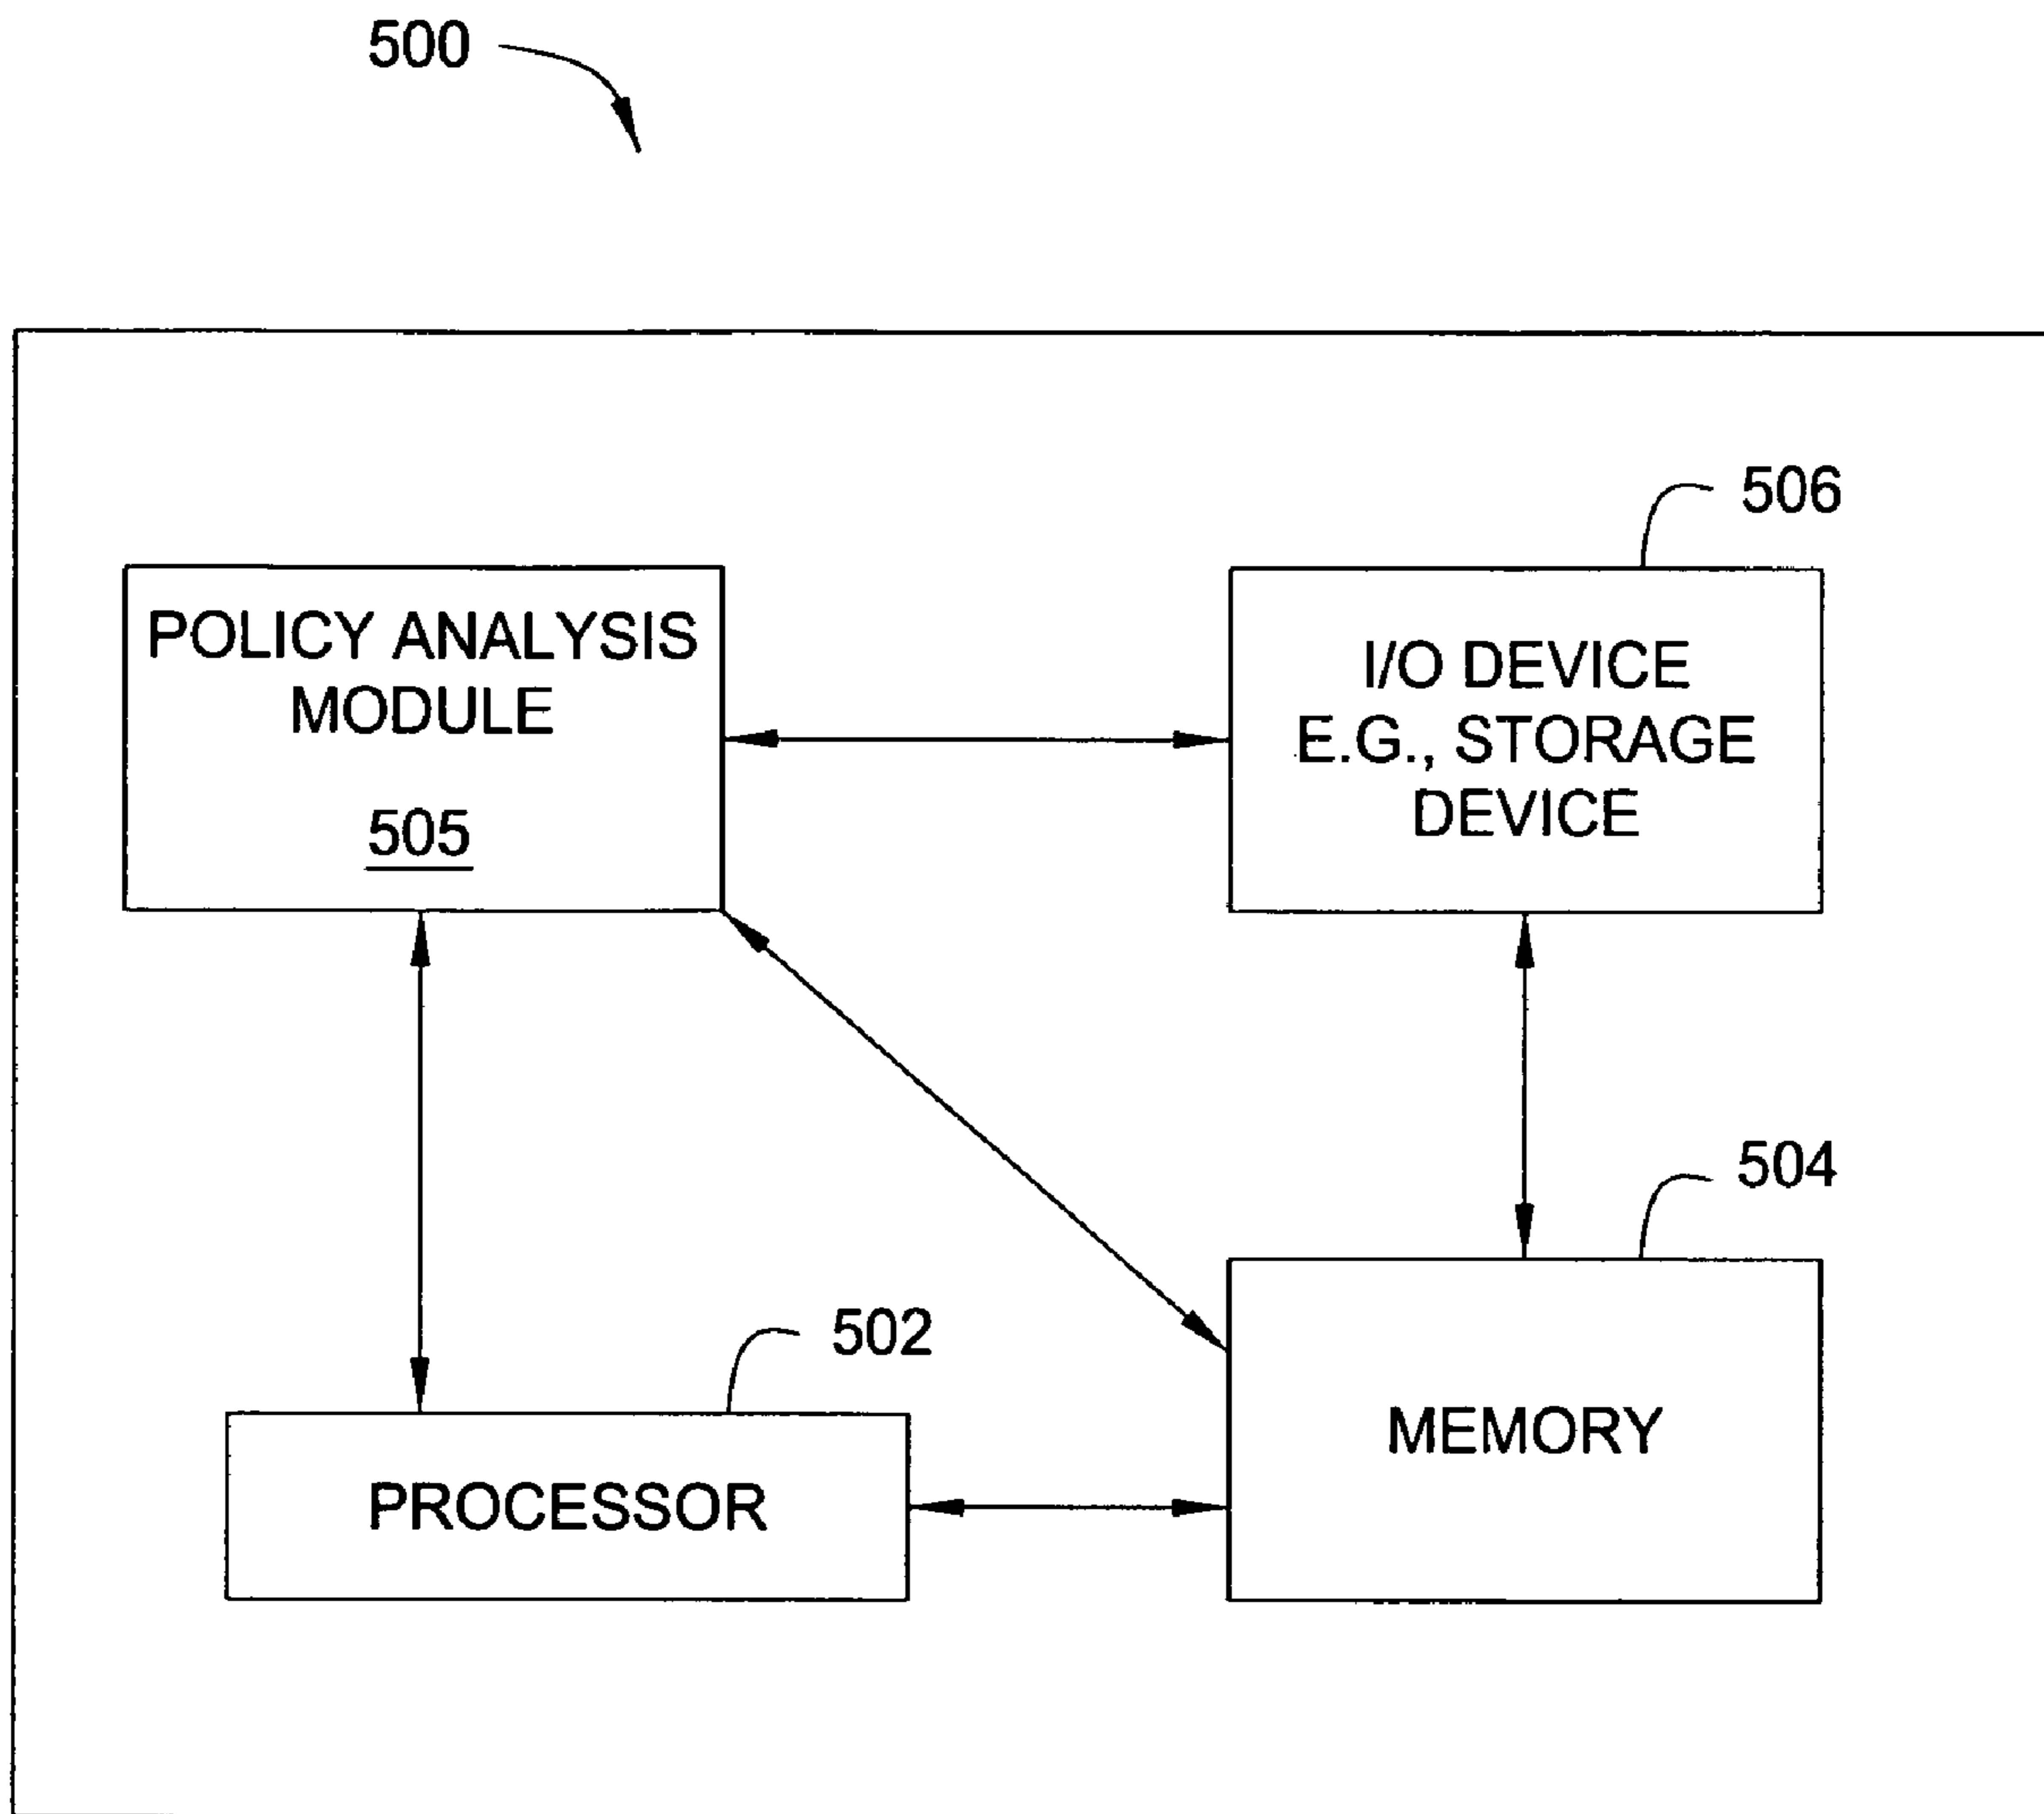 500
506
POLICY ANALYSIS
MODULE
505
I/O DEVICE
E.G., STORAGE
DEVICE
504
502
MEMORY
PROCESSOR